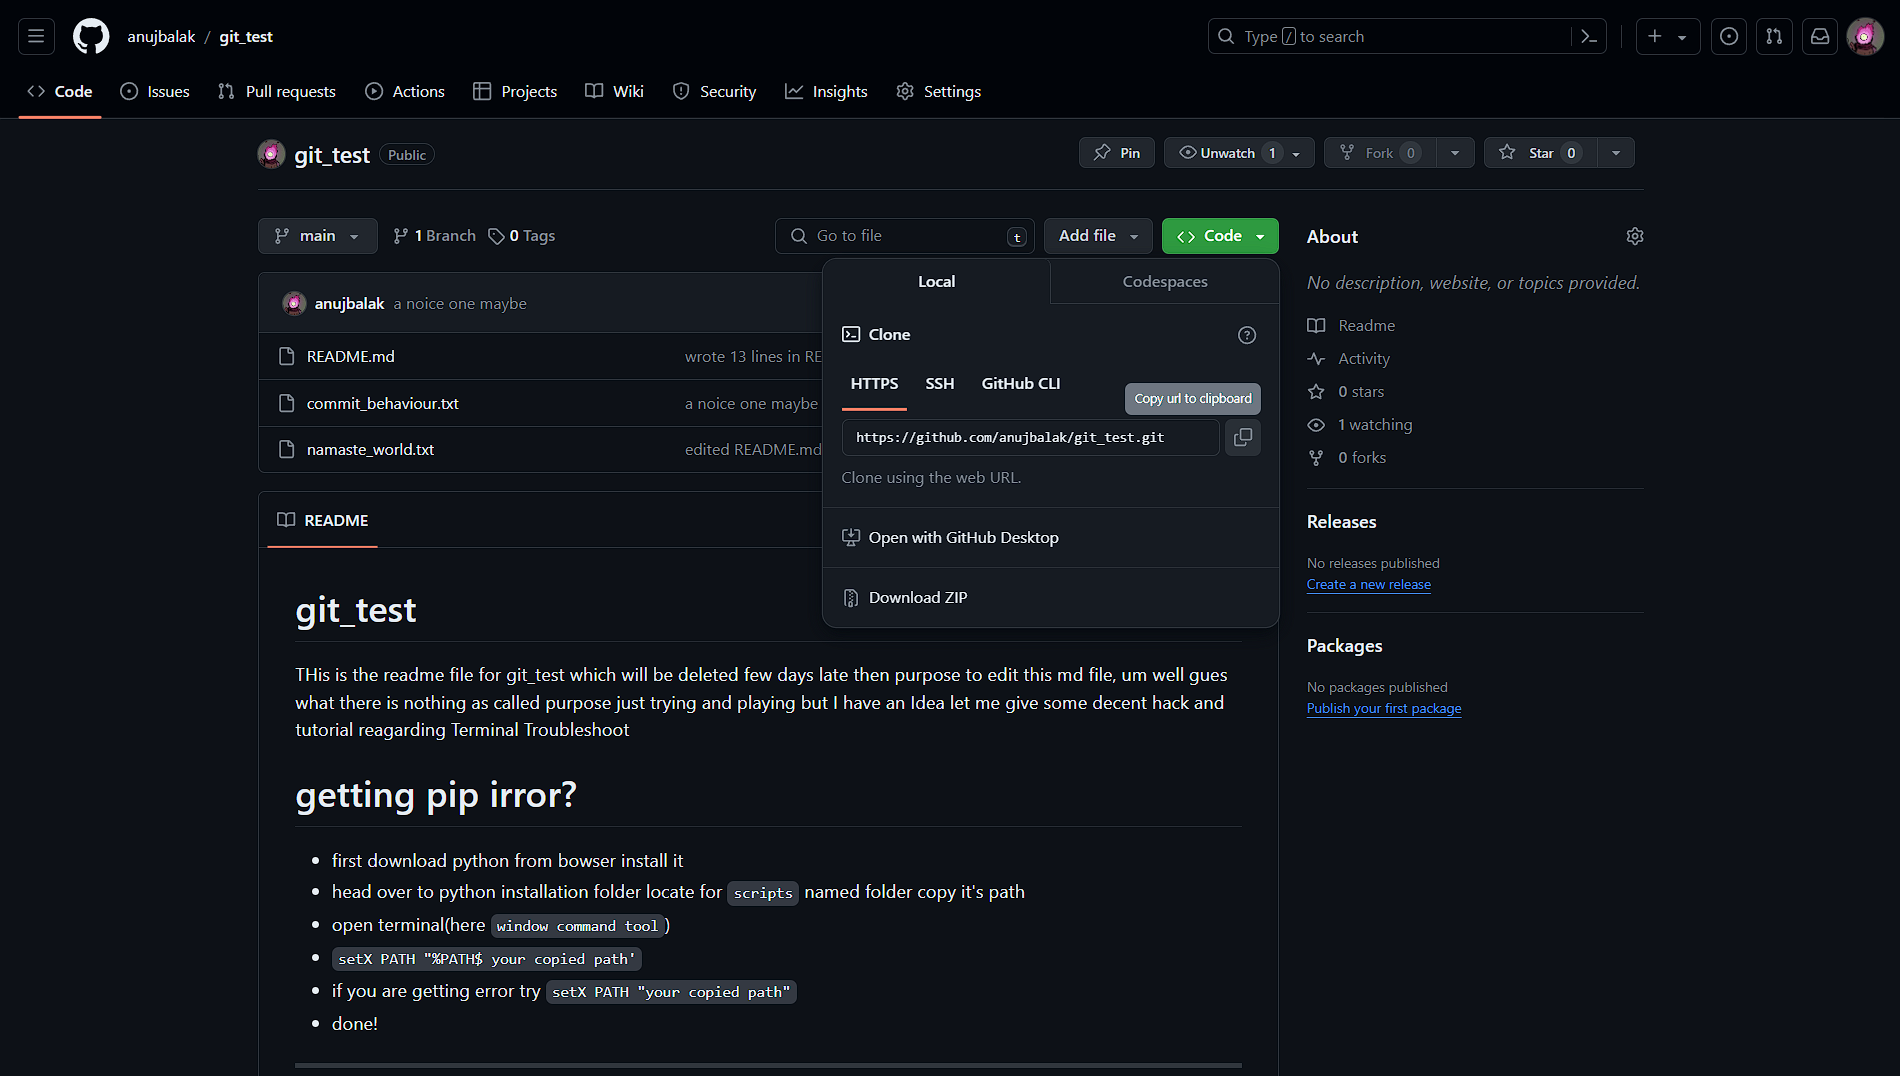 anujbalak / git_test
Type / to search
Code Issues Pull requests Actions Projects Wiki Security Insights Settings
git_test Public
Pin Unwatch 1 Fork 0 Star 0
main 1 Branch 0 Tags
Go to file t Add file Code
anujbalak a noice one maybe
README.md wrote 13 lines in RE
commit_behaviour.txt a noice one maybe
namaste_world.txt edited README.md
Local Codespaces
Clone
HTTPS SSH GitHub CLI
Copy url to clipboard
https://github.com/anujbalak/git_test.git
Clone using the web URL.
Open with GitHub Desktop
Download ZIP
README
git_test
THis is the readme file for git_test which will be deleted few days late then purpose to edit this md file, um well gues
what there is nothing as called purpose just trying and playing but I have an Idea let me give some decent hack and
tutorial reagarding Terminal Troubleshoot
getting pip irror?
• first download python from bowser install it
• head over to python installation folder locate for scripts named folder copy it's path
• open terminal(here window command tool)
• setX PATH "%PATH$ your copied path'
• if you are getting error try setX PATH "your copied path"
• done!
About
No description, website, or topics provided.
Readme
Activity
0 stars
1 watching
0 forks
Releases
No releases published
Create a new release
Packages
No packages published
Publish your first package